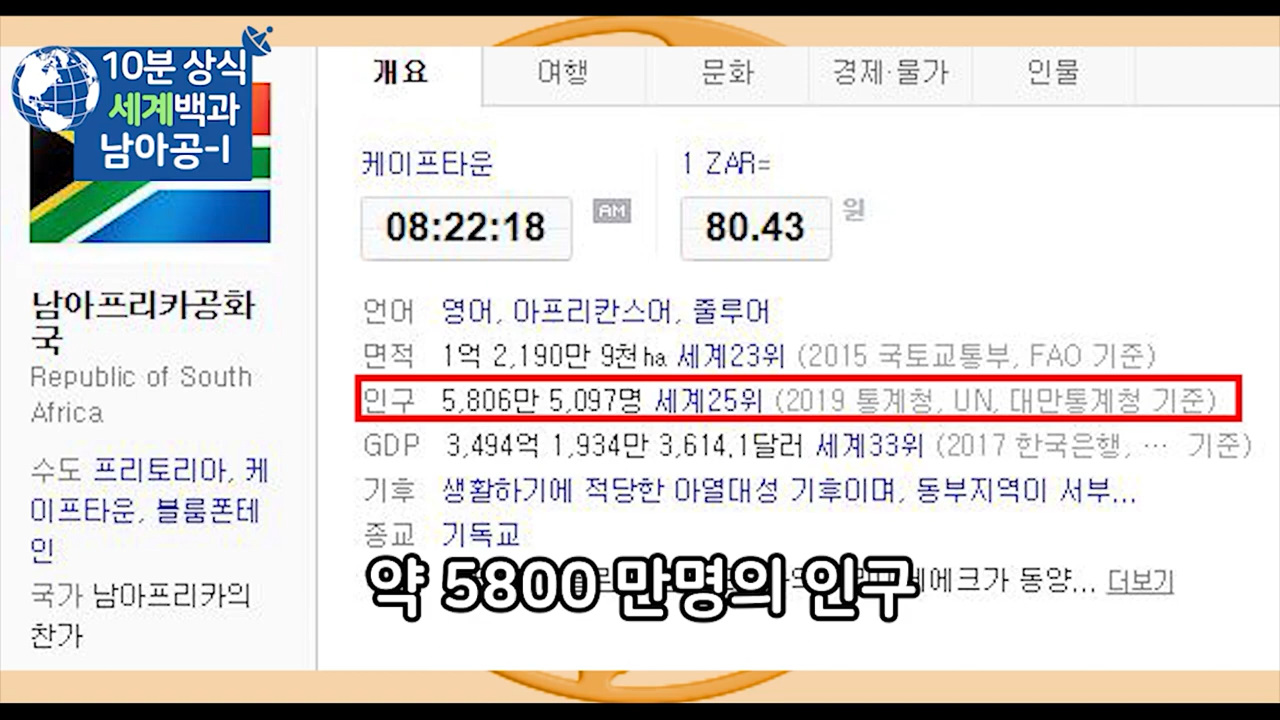 10분 상식
세계백과
남아공-I
개요 여행 문화 경제·물가 인물
케이프타운
08:22:18 AM
1 ZAR=
80.43 원
남아프리카공화
국
Republic of South
Africa
수도 프리토리아, 케
이프타운, 블룸폰테
인
국가 남아프리카의
찬가
언어 영어, 아프리칸스어, 줄루어
면적 1억 2,190만 9천㏊ 세계23위 (2015 국토교통부, FAO 기준)
인구 5,806만 5,097명 세계25위 (2019 통계청, UN, 대만통계청 기준)
GDP 3,494억 1,934만 3,614.1달러 세계33위 (2017 한국은행, … 기준)
기후 생활하기에 적당한 아열대성 기후이며, 동부지역이 서부...
종교 기독교
동양... 더보기
약 5800 만명의 인구